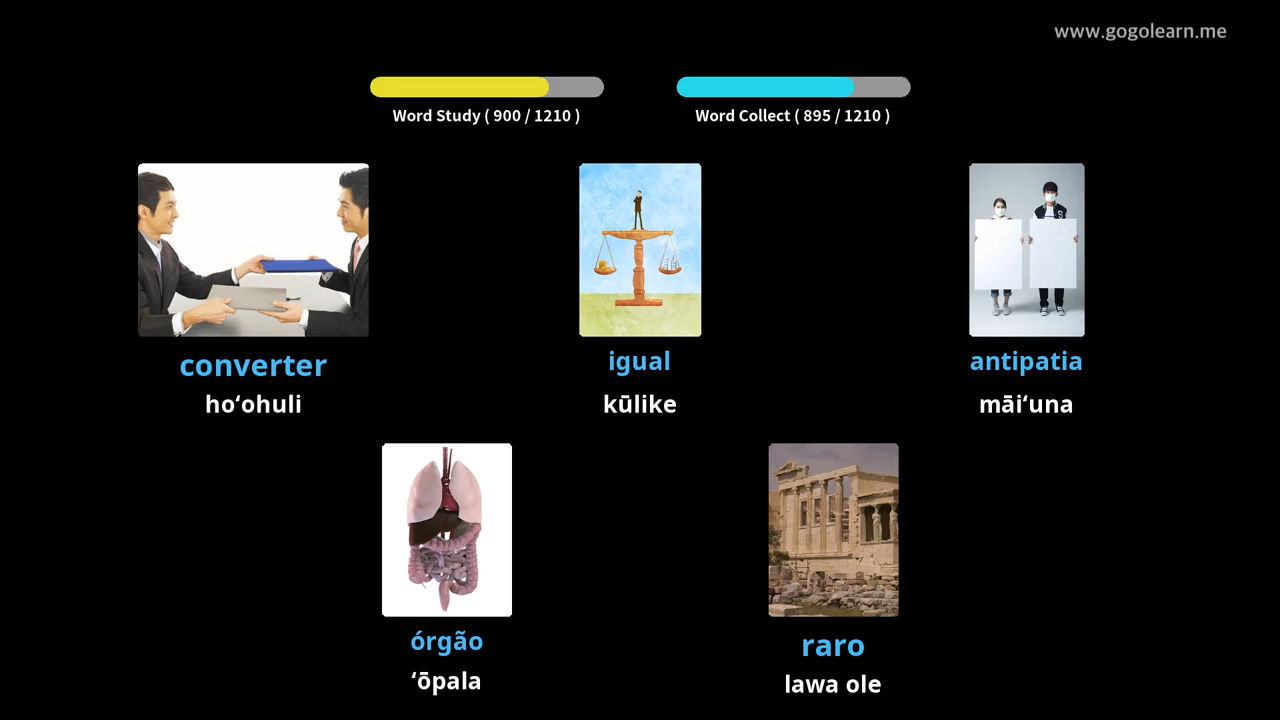 www.gogolearn.me
Word Study ( 900 / 1210 )
Word Collect ( 895 / 1210 )
converter
hoʻohuli
igual
kūlike
antipatia
māiʻuna
órgão
ʻōpala
raro
lawa ole